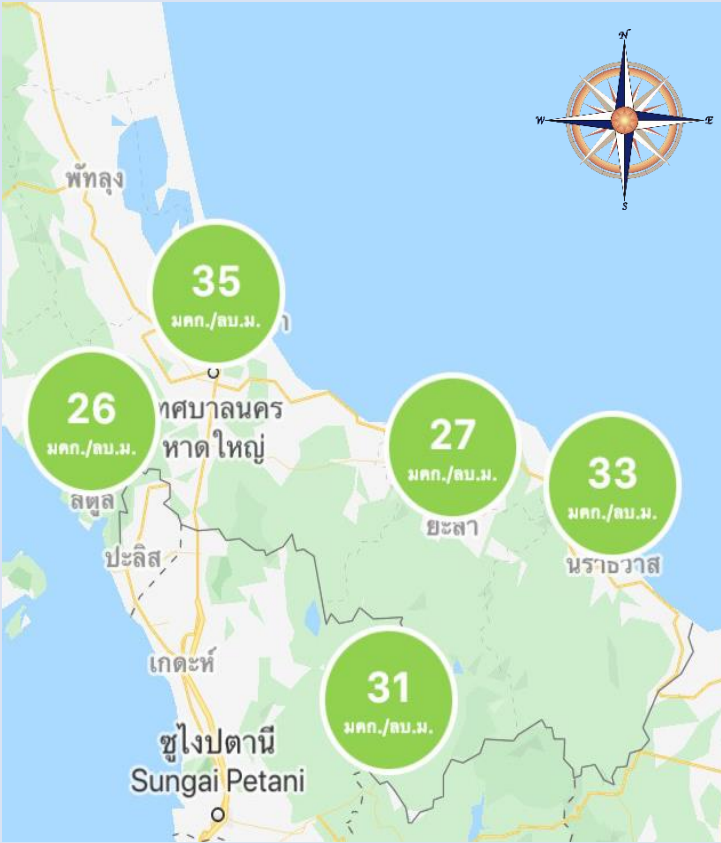 N
W
E
S
พัทลุง
35
มคก./ลบ.ม.
า
26
มคก./ลบ.ม.
ทศบาลนคร
หาดใหญ่
27
มคก./ลบ.ม.
33
มคก./ลบ.ม.
สตูล
ยะลา
ปะลิส
นราธิวาส
เกดะห์
31
มคก./ลบ.ม.
ซูไงปตานี
Sungai Petani